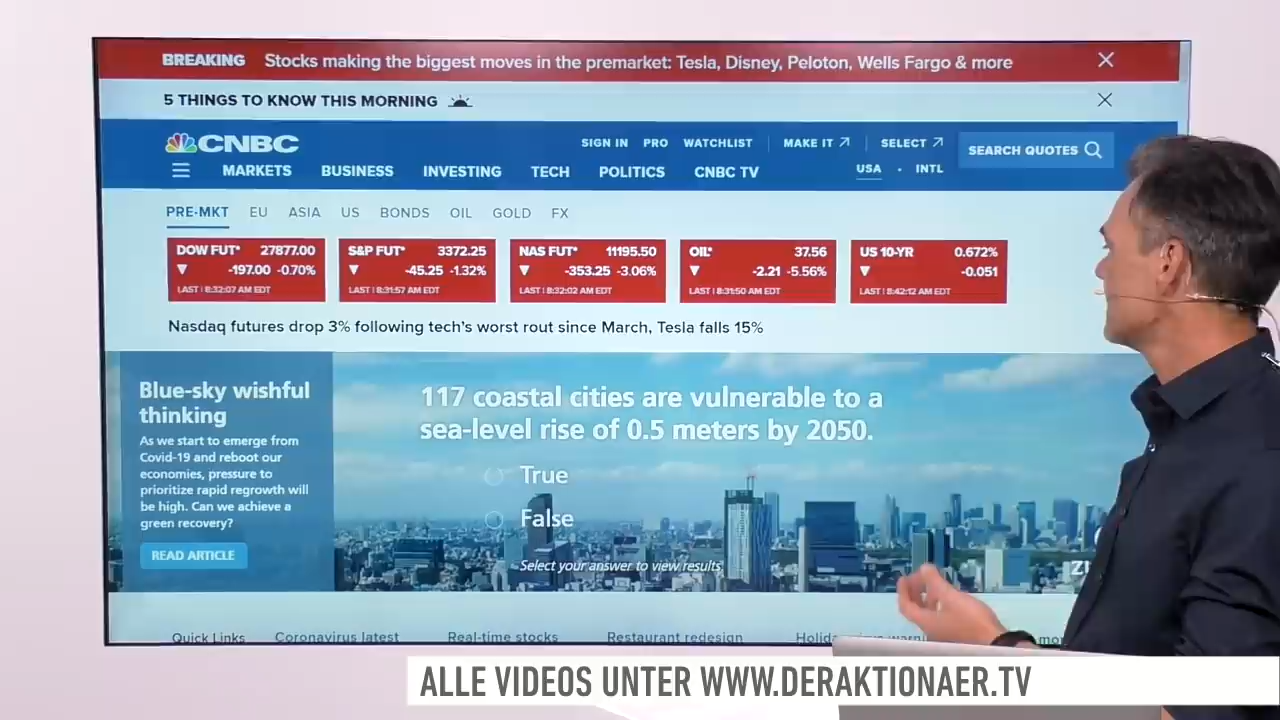 BREAKING Stocks making the biggest moves in the premarket: Tesla, Disney, Peloton, Wells Fargo & more
5 THINGS TO KNOW THIS MORNING
CNBC
SIGN IN PRO WATCHLIST MAKE IT SELECT
SEARCH QUOTES
USA · INTL
MARKETS BUSINESS INVESTING TECH POLITICS CNBC TV
PRE-MKT EU ASIA US BONDS OIL GOLD FX
DOW FUT* 27877.00
-197.00 -0.70%
LAST | 8:32:07 AM EDT
S&P FUT* 3372.25
-45.25 -1.32%
LAST | 8:31:57 AM EDT
NAS FUT* 11195.50
-353.25 -3.06%
LAST | 8:32:02 AM EDT
OIL* 37.56
-2.21 -5.56%
LAST | 8:31:50 AM EDT
US 10-YR 0.672%
-0.051
LAST | 8:42:12 AM EDT
Nasdaq futures drop 3% following tech's worst rout since March, Tesla falls 15%
Blue-sky wishful
thinking
As we start to emerge from
Covid-19 and reboot our
economies, pressure to
prioritize rapid regrowth will
be high. Can we achieve a
green recovery?
READ ARTICLE
117 coastal cities are vulnerable to a
sea-level rise of 0.5 meters by 2050.
True
False
Select your answer to view results
Quick Links Coronavirus latest Real-time stocks Restaurant redesign
ALLE VIDEOS UNTER WWW.DERAKTIONAER.TV